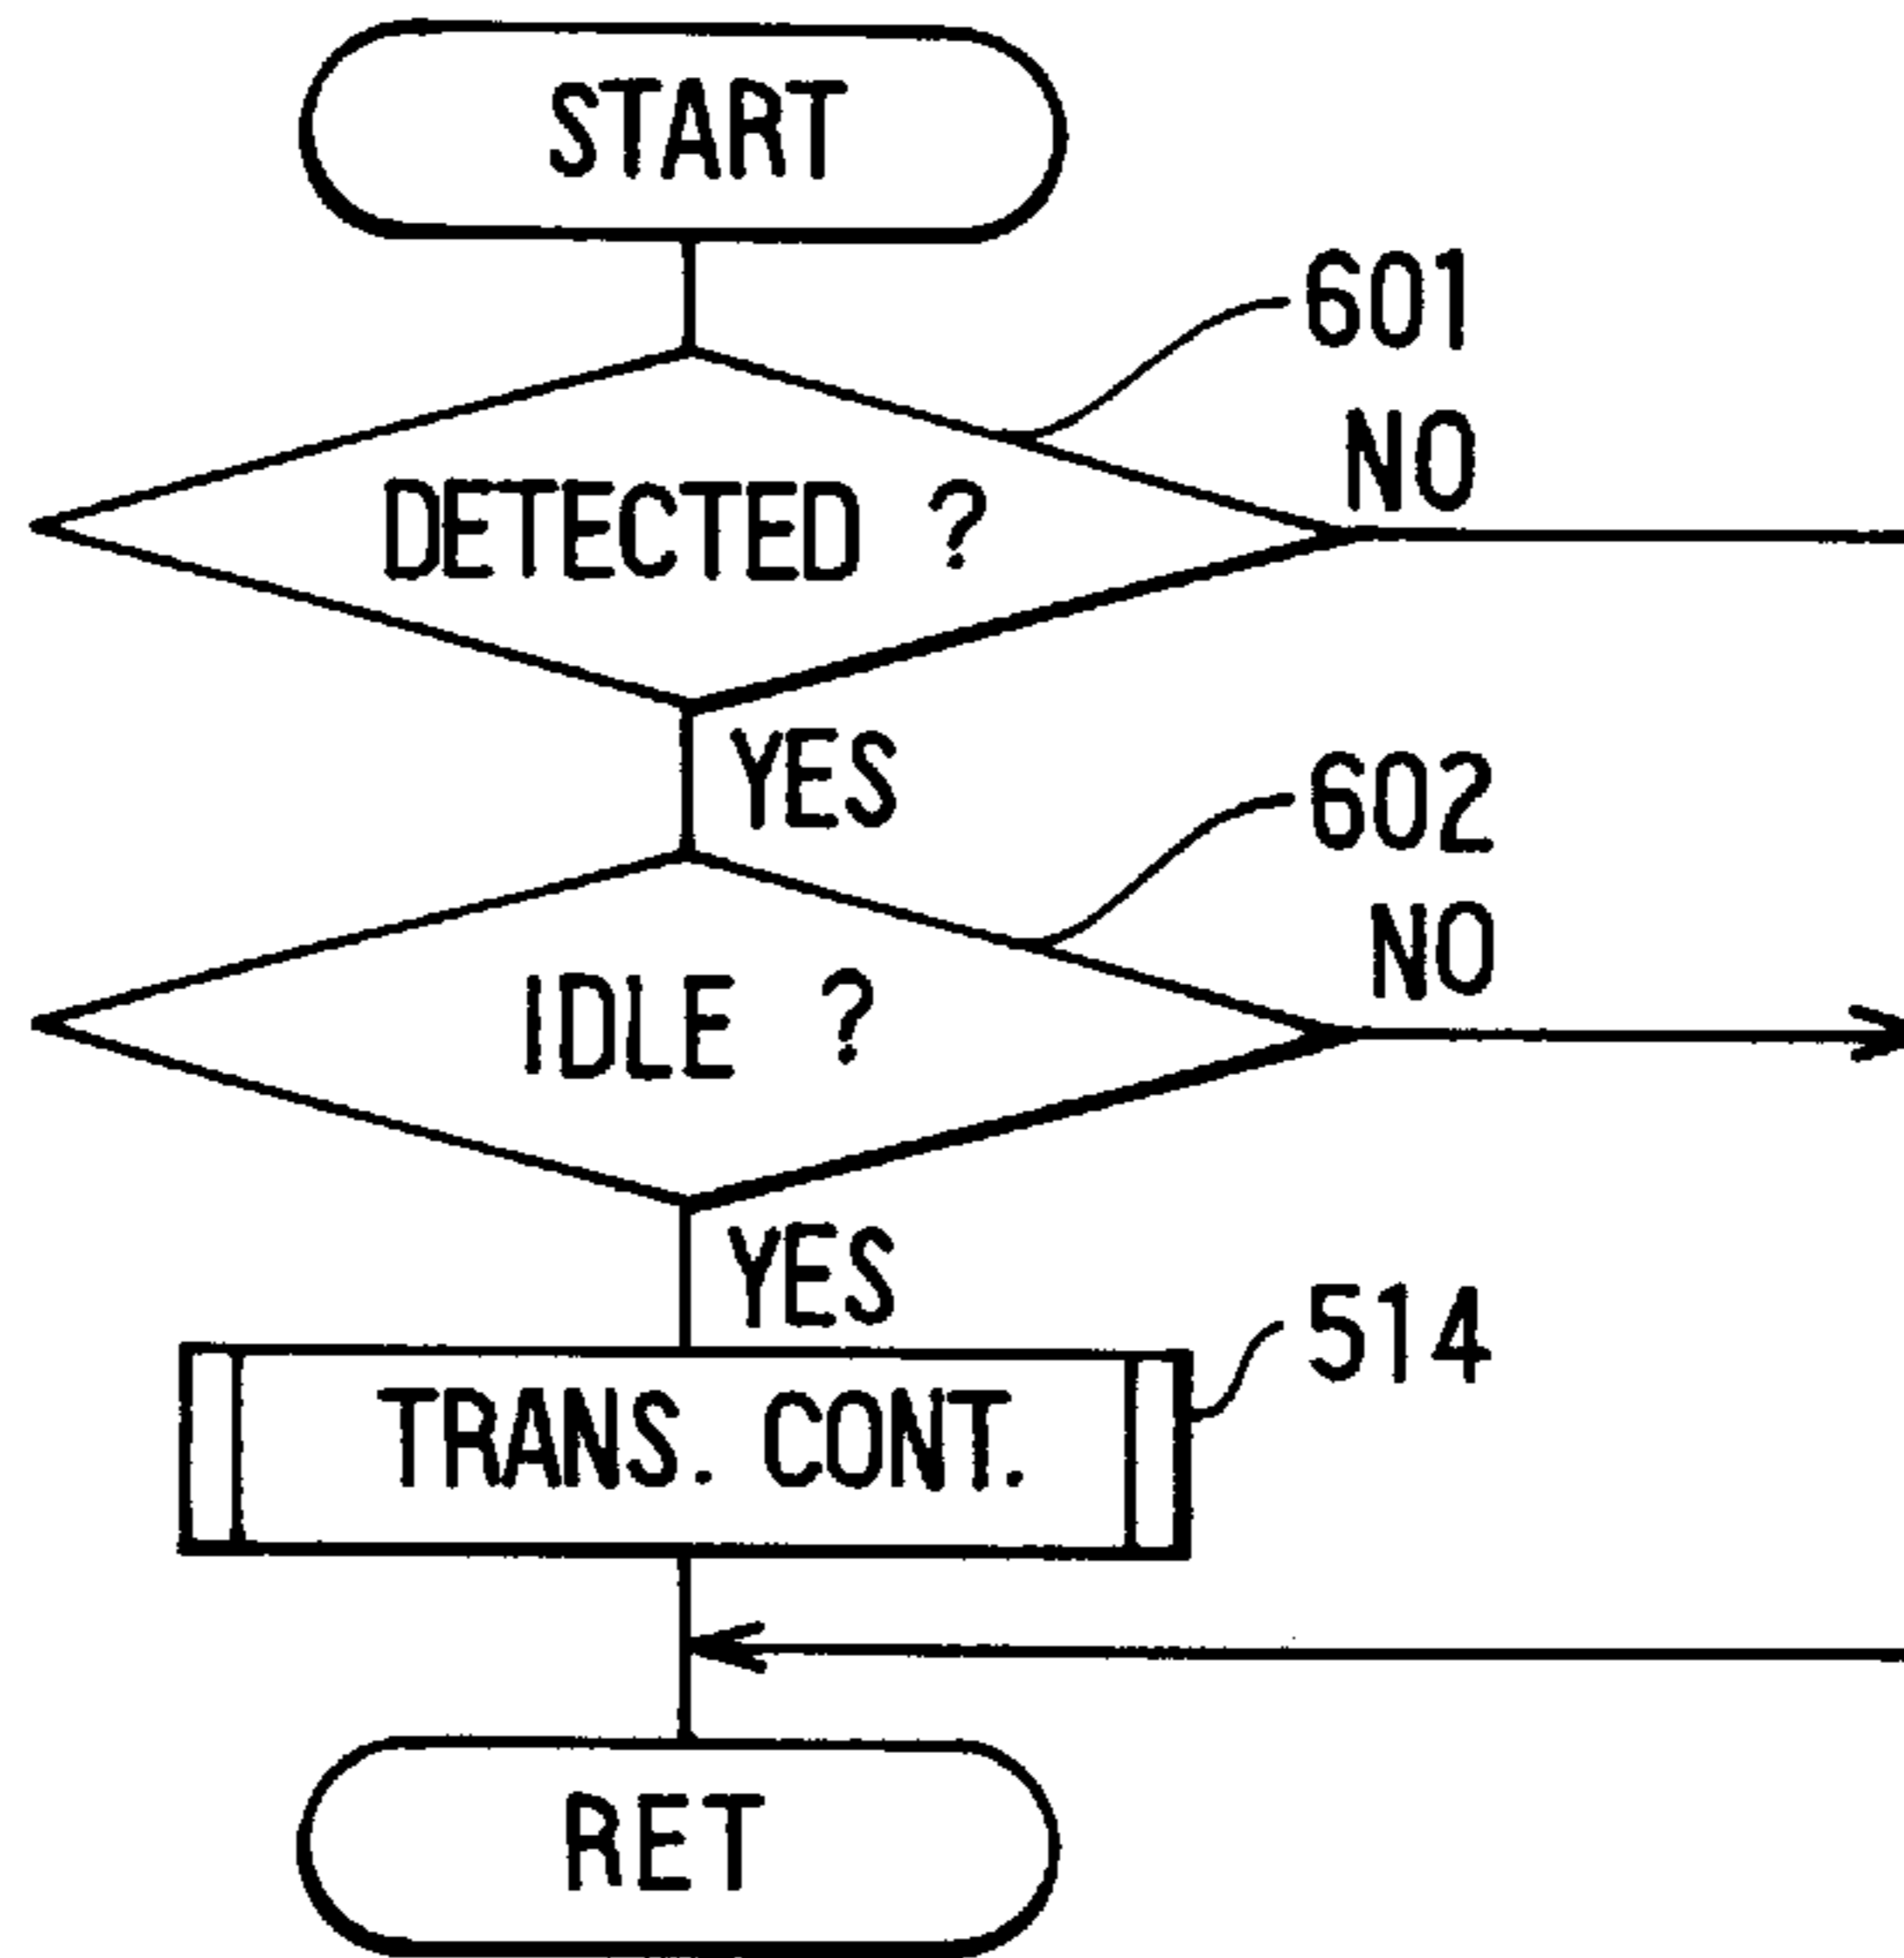 START
601
NO
DETECTED ?
YES
602
NO
IDLE ?
YES
514
TRANS. CONT.
RET